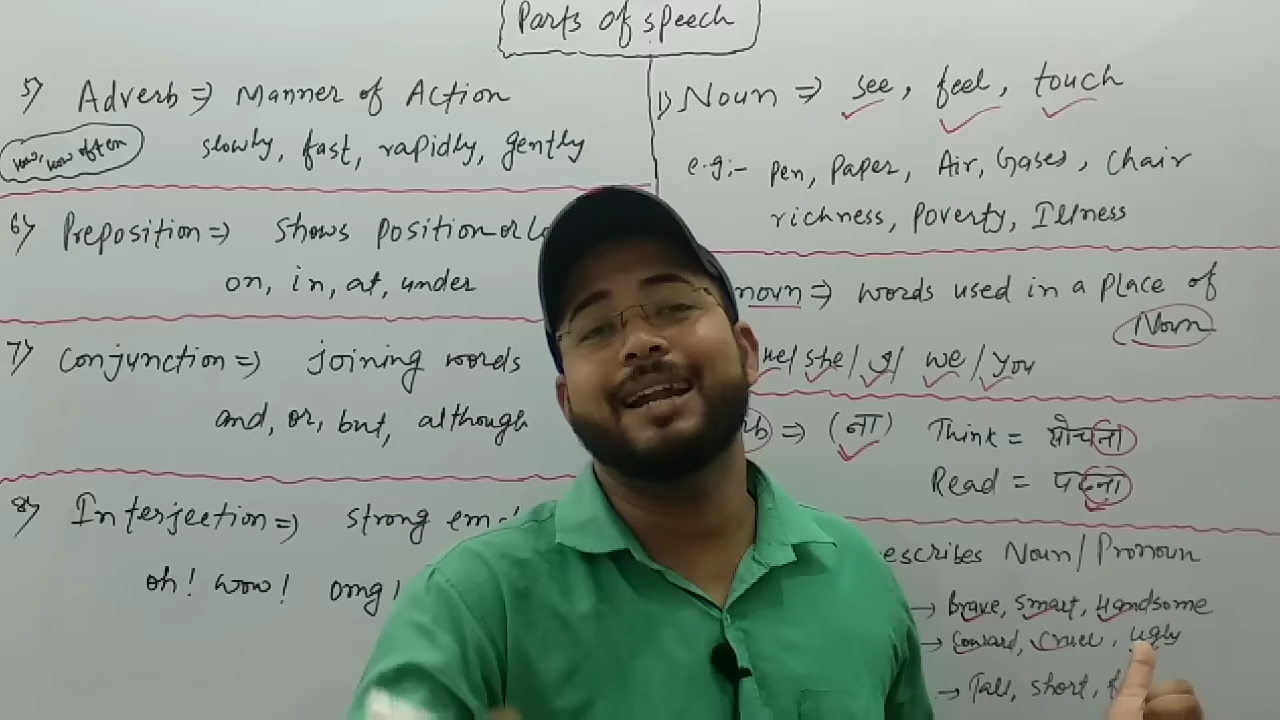 Parts of speech
5) Adverb => Manner of Action
how, how often
slowly, fast, rapidly, gently
6) Preposition => shows position or
on, in, at, under
7) Conjunction => joining words
and, or, but, although
8) Interjection => strong em
oh! wow! omg!
1) Noun => see, feel, touch
e.g:- Pen, Paper, Air, Gases, Chair
richness, Poverty, Illness
noun => words used in a place of
Noun
he/ she/ I/ we / you
rb => (ना) Think = सोचना
Read = पढना
escribes Noun/Pronoun
→ Brave, smart, Handsome
→ Coward, Cruel, Ugly
→ Tall, short, f